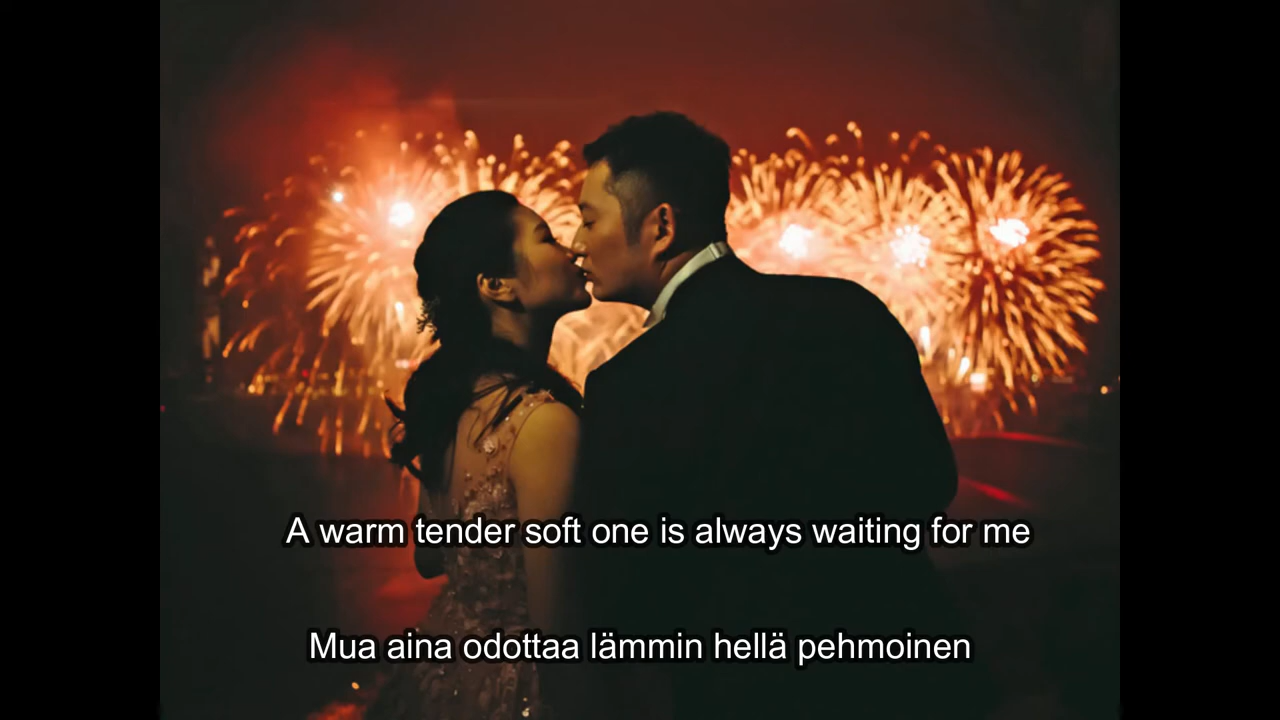 A warm tender soft one is always waiting for me
Mua aina odottaa lämmin hellä pehmoinen